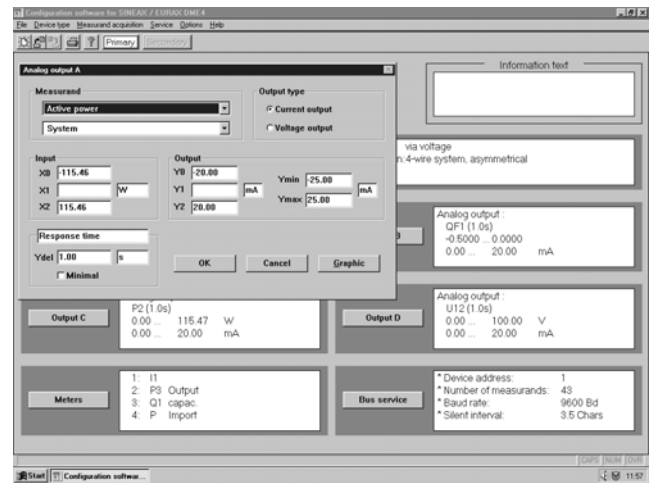 Configuration software for SINEAX / EURAX DME4
File Device type Measurand acquisition Service Options Help
Primary Secondary
Analog output A
Measurand
Active power
System
Output type
Current output
Voltage output
Input
X0 -115.46
X1 W
X2 115.46
Output
Y0 -20.00
Y1 mA
Y2 20.00
Ymin -25.00
Ymax 25.00
mA
Response time
Ydel 1.00 s
Minimal
OK Cancel Graphic
Information text
via voltage
4-wire system, asymmetrical
Analog output :
QF1 (1.0s)
-0.5000 ... 0.0000
0.00 ... 20.00 mA
Output C
P2 (1.0s)
0.00 ... 115.47 W
0.00 ... 20.00 mA
Output D
Analog output :
U12 (1.0s)
0.00 ... 100.00 V
0.00 ... 20.00 mA
Meters
1: I1
2: P3 Output
3: Q1 capac.
4: P Import
Bus service
* Device address: 1
* Number of measurands: 43
* Baud rate: 9600 Bd
* Silent interval: 3.5 Chars
CAPS NUM OVR
Start Configuration softwar... 11:57